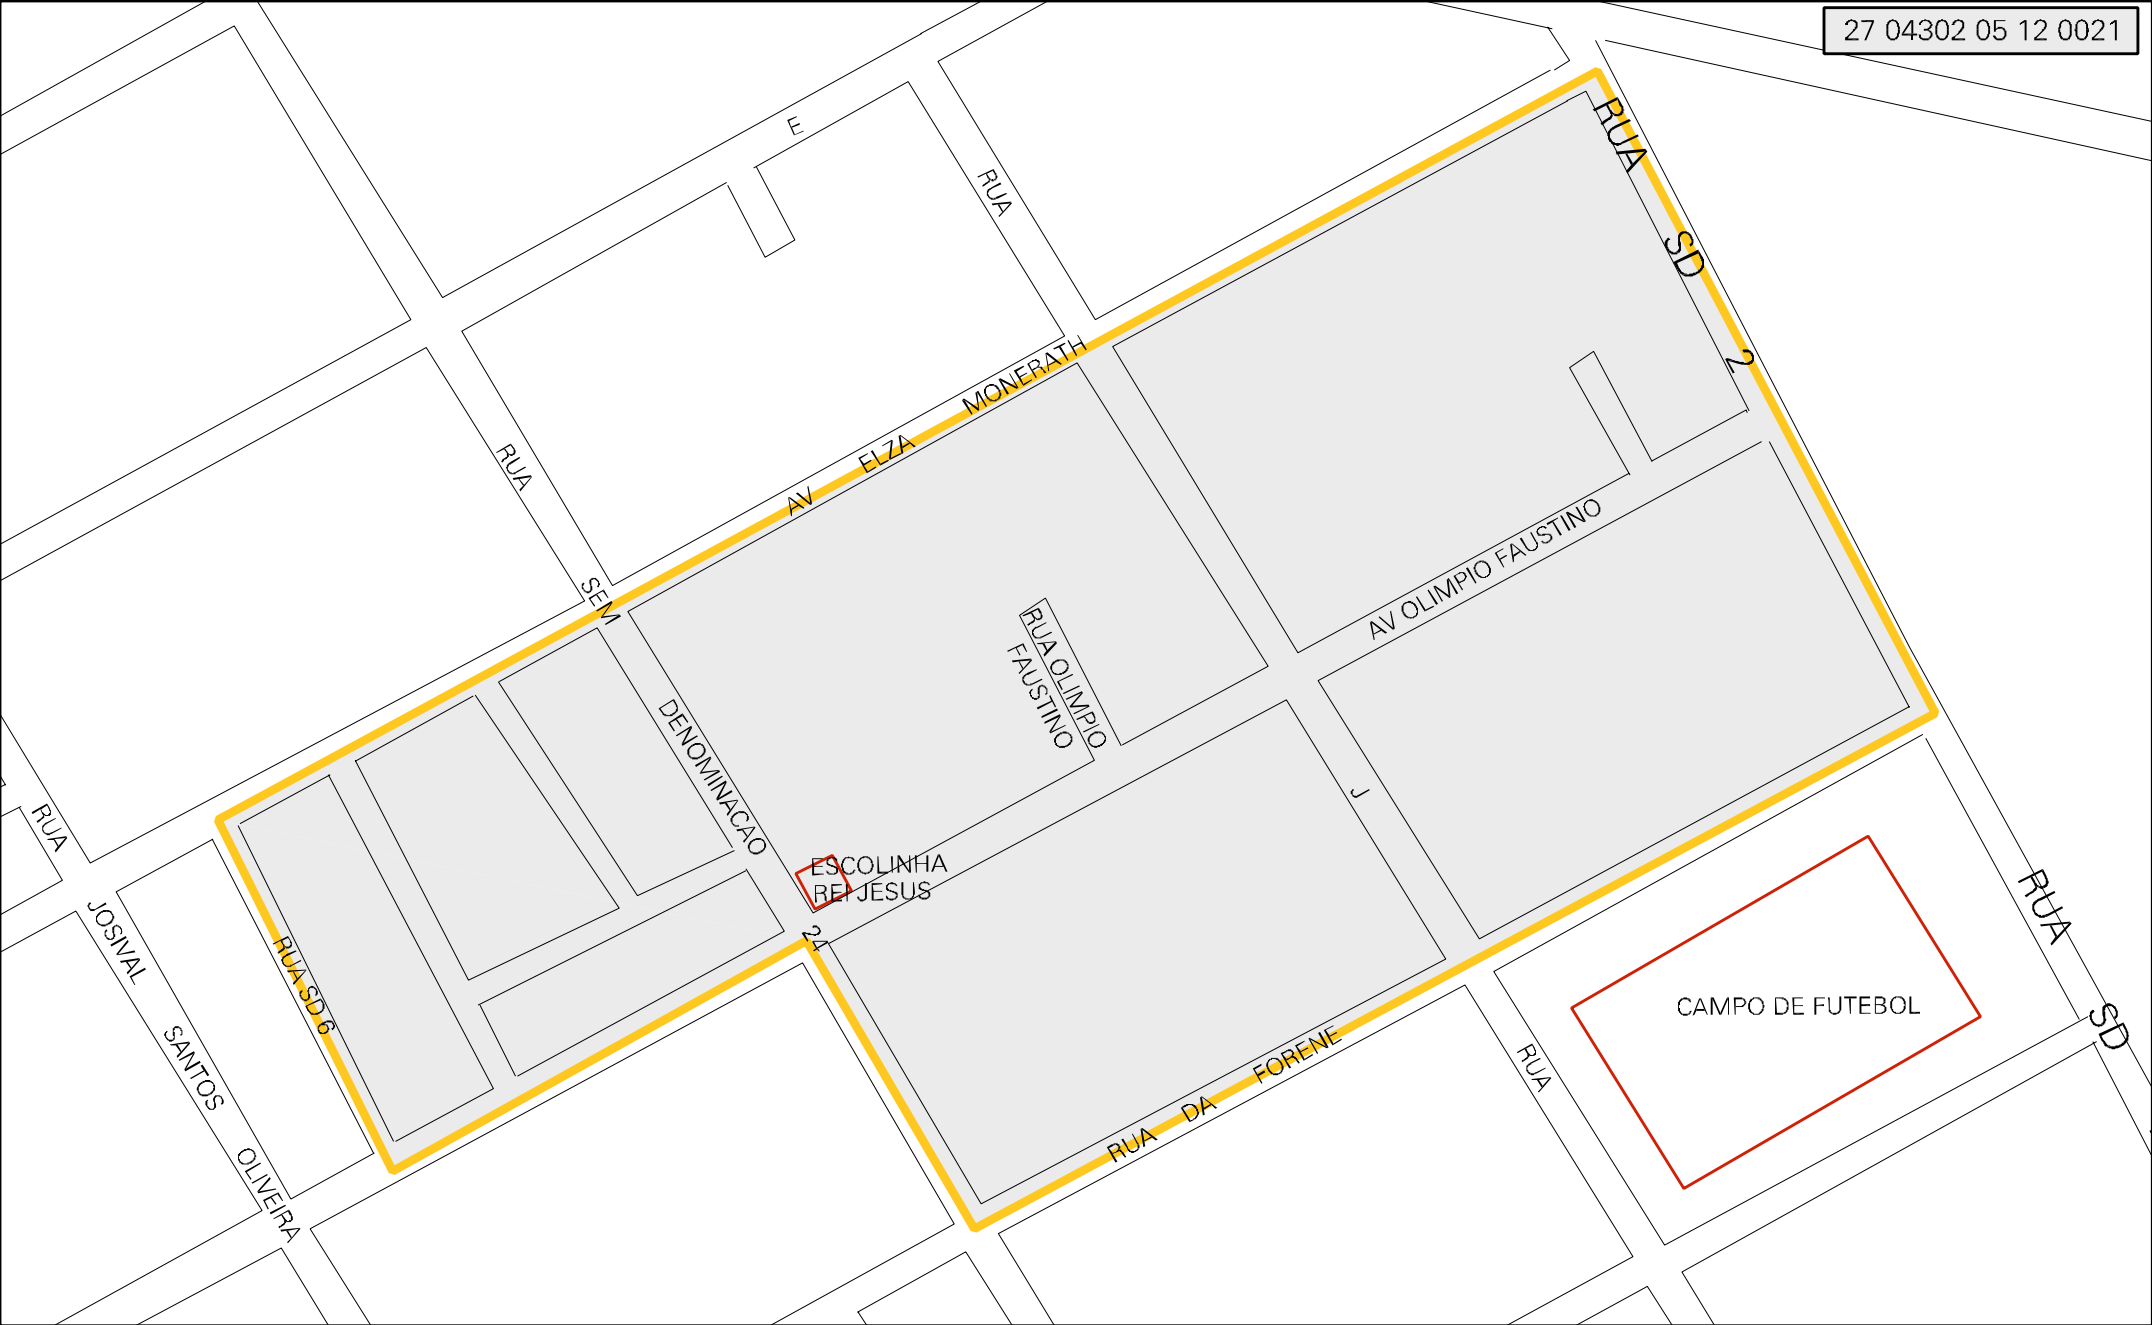 27 04302 05 12 0021
E
RUA
RUA SD 2
AV ELZA MONERATH
RUA
AV OLIMPIO FAUSTINO
RUA SEM DENOMINACAO 24
RUA OLIMPIO
FAUSTINO
J
RUA JOSIVAL SANTOS OLIVEIRA
ESCOLINHA
REI JESUS
RUA SD 6
CAMPO DE FUTEBOL
RUA SD
RUA DA FORENE